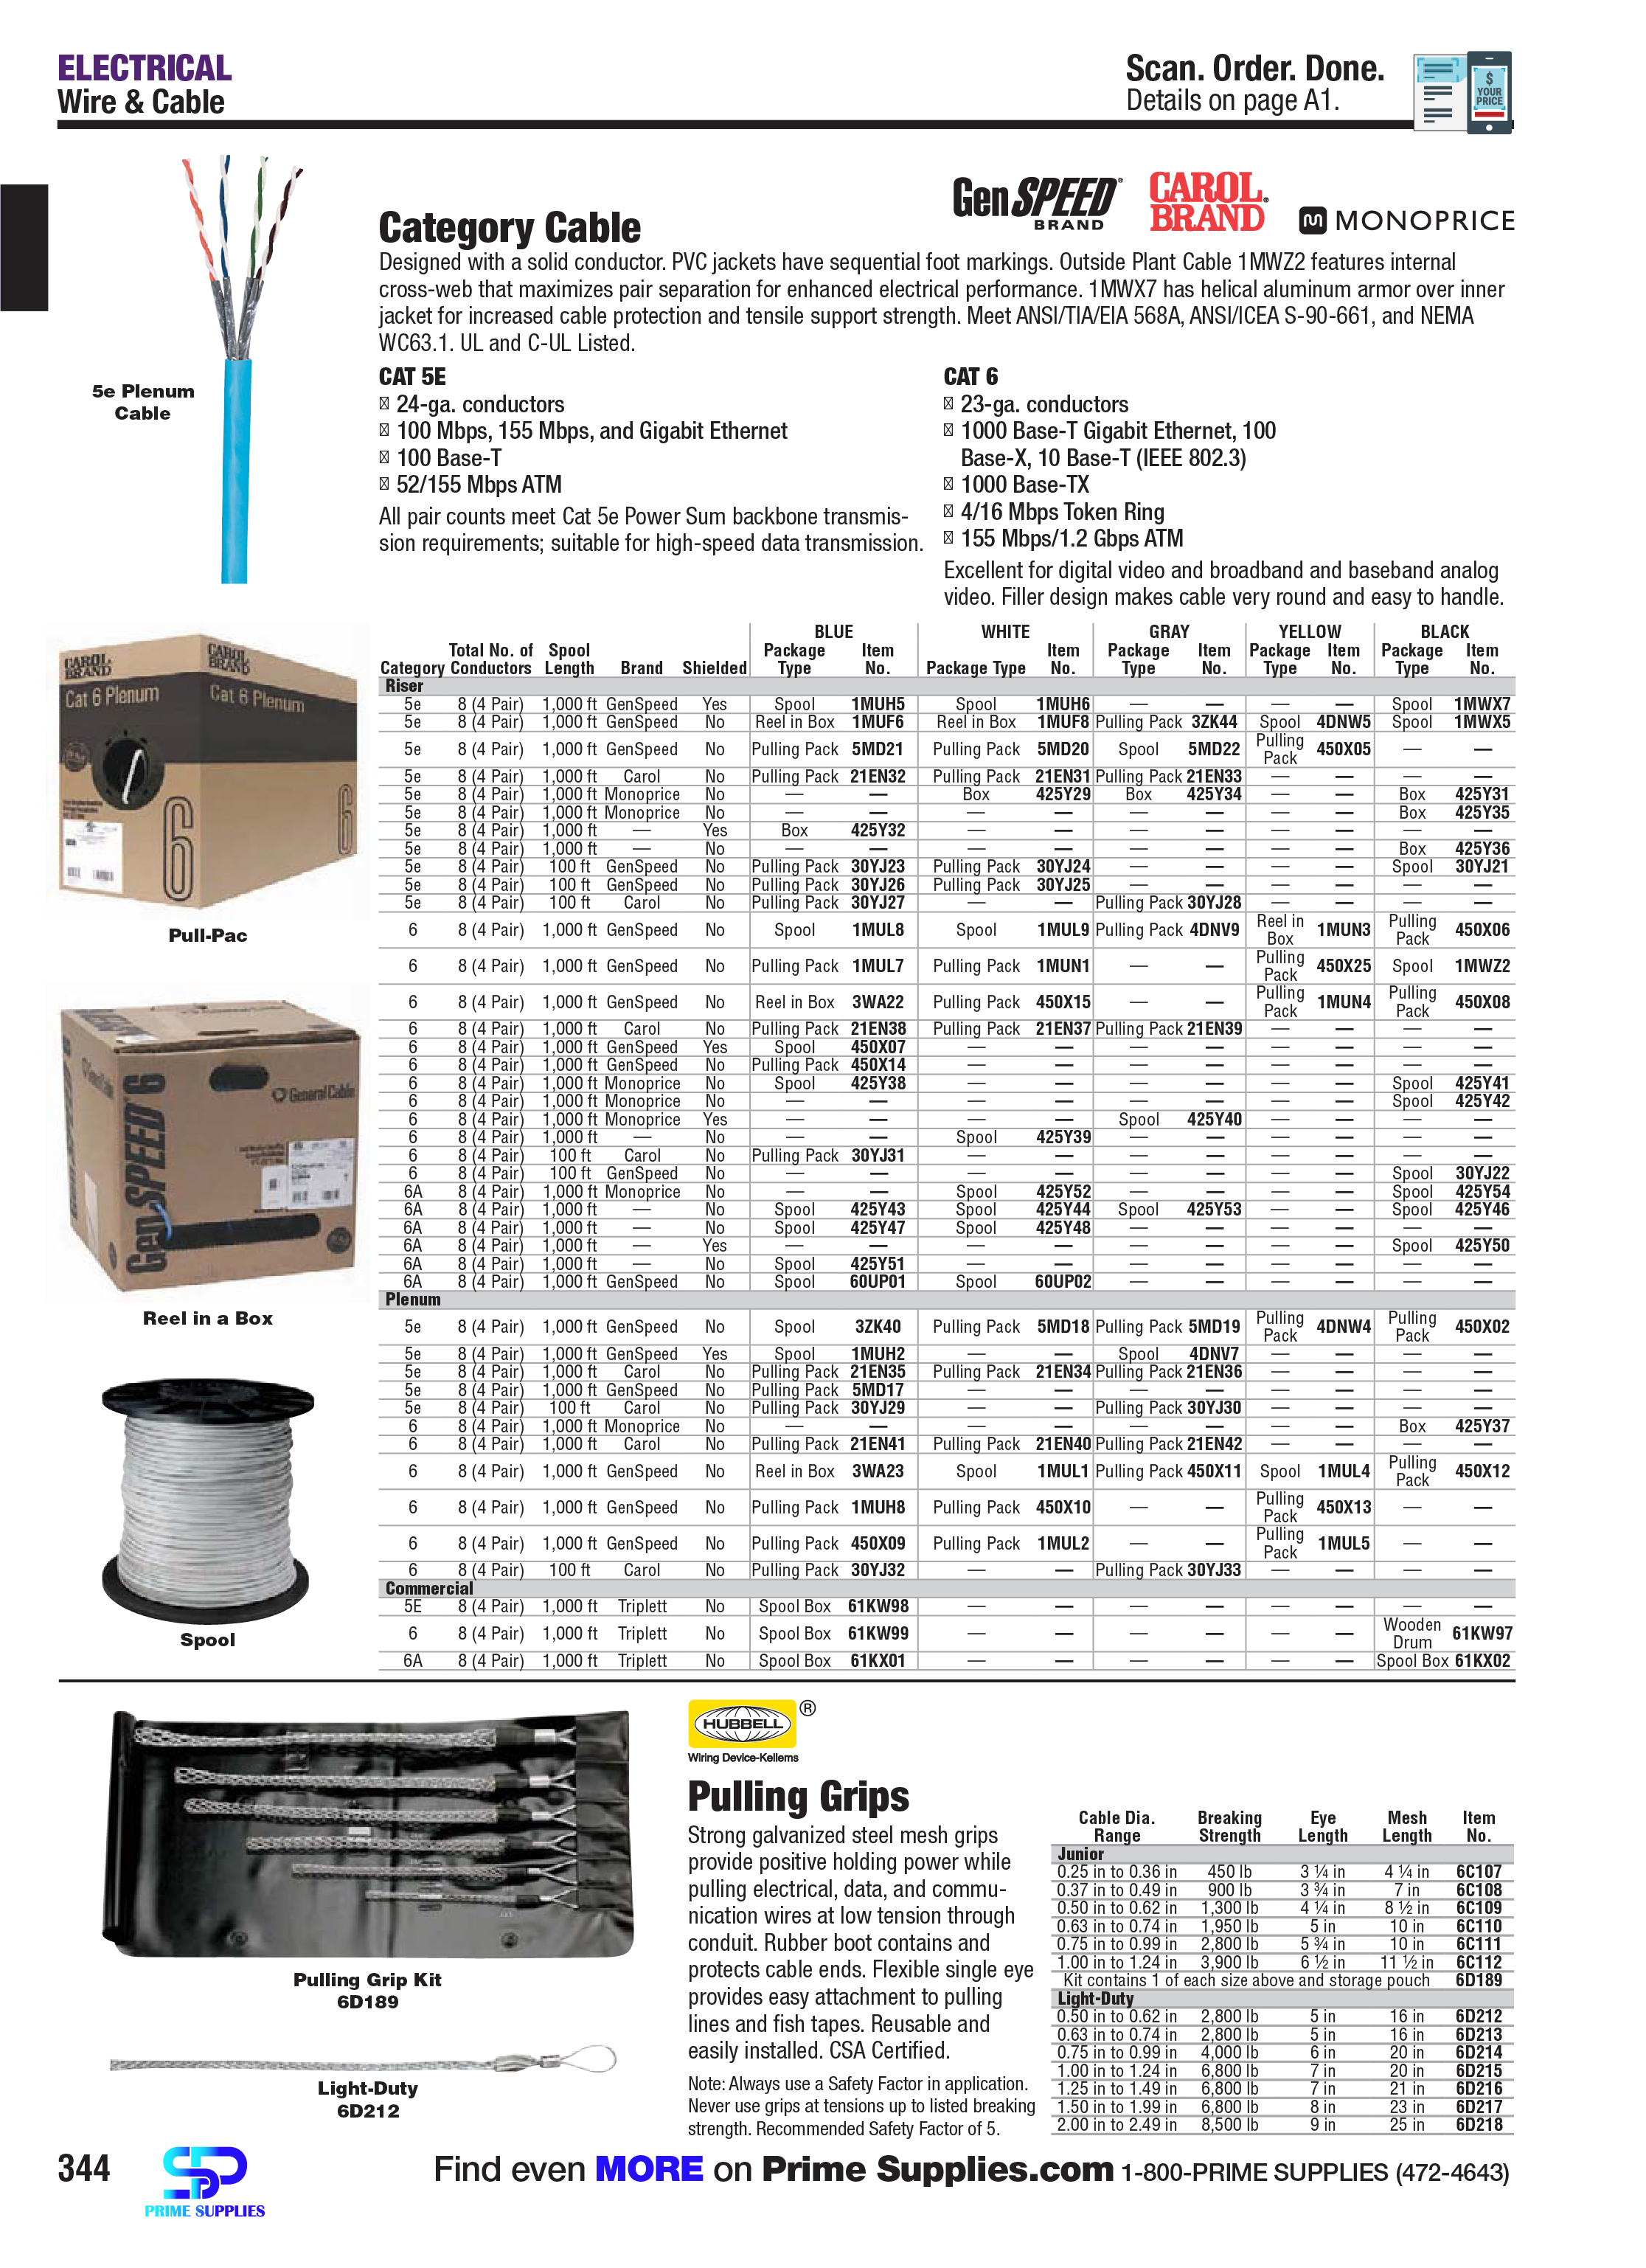 ELECTRICAL
Wire & Cable
Scan. Order. Done.
Details on page A1.
$
YOUR
PRICE
GenSPEED®
BRAND
CAROL
BRAND®
MONOPRICE
Category Cable
Designed with a solid conductor. PVC jackets have sequential foot markings. Outside Plant Cable 1MWZ2 features internal
cross-web that maximizes pair separation for enhanced electrical performance. 1MWX7 has helical aluminum armor over inner
jacket for increased cable protection and tensile support strength. Meet ANSI/TIA/EIA 568A, ANSI/ICEA S-90-661, and NEMA
WC63.1. UL and C-UL Listed.
5e Plenum
Cable
CAT 5E
24-ga. conductors
100 Mbps, 155 Mbps, and Gigabit Ethernet
100 Base-T
52/155 Mbps ATM
All pair counts meet Cat 5e Power Sum backbone transmis-
sion requirements; suitable for high-speed data transmission.
CAT 6
23-ga. conductors
1000 Base-T Gigabit Ethernet, 100
Base-X, 10 Base-T (IEEE 802.3)
1000 Base-TX
4/16 Mbps Token Ring
155 Mbps/1.2 Gbps ATM
Excellent for digital video and broadband and baseband analog
video. Filler design makes cable very round and easy to handle.
CAROL
BRAND
Cat 6 Plenum
CAROL
BRAND
Cat 6 Plenum
6
6
Pull-Pac
General Cable
GenSPEED 6
Reel in a Box
Spool
BLUE WHITE GRAY YELLOW BLACK
Total No. of Spool Package Item Item Package Item Package Item Package Item
Category Conductors Length Brand Shielded Type No. Package Type No. Type No. Type No. Type No.
Riser
5e 8 (4 Pair) 1,000 ft GenSpeed Yes Spool 1MUH5 Spool 1MUH6 — — — — Spool 1MWX7
5e 8 (4 Pair) 1,000 ft GenSpeed No Reel in Box 1MUF6 Reel in Box 1MUF8 Pulling Pack 3ZK44 Spool 4DNW5 Spool 1MWX5
5e 8 (4 Pair) 1,000 ft GenSpeed No Pulling Pack 5MD21 Pulling Pack 5MD20 Spool 5MD22 Pulling Pack 450X05 — —
5e 8 (4 Pair) 1,000 ft Carol No Pulling Pack 21EN32 Pulling Pack 21EN31 Pulling Pack 21EN33 — — — —
5e 8 (4 Pair) 1,000 ft Monoprice No — — Box 425Y29 Box 425Y34 — — Box 425Y31
5e 8 (4 Pair) 1,000 ft Monoprice No — — — — — — — — Box 425Y35
5e 8 (4 Pair) 1,000 ft — Yes Box 425Y32 — — — — — — — —
5e 8 (4 Pair) 1,000 ft — No — — — — — — — — Box 425Y36
5e 8 (4 Pair) 100 ft GenSpeed No Pulling Pack 30YJ23 Pulling Pack 30YJ24 — — — — Spool 30YJ21
5e 8 (4 Pair) 100 ft GenSpeed No Pulling Pack 30YJ26 Pulling Pack 30YJ25 — — — — — —
5e 8 (4 Pair) 100 ft Carol No Pulling Pack 30YJ27 — — Pulling Pack 30YJ28 — — — —
6 8 (4 Pair) 1,000 ft GenSpeed No Spool 1MUL8 Spool 1MUL9 Pulling Pack 4DNV9 Reel in Box 1MUN3 Pulling Pack 450X06
6 8 (4 Pair) 1,000 ft GenSpeed No Pulling Pack 1MUL7 Pulling Pack 1MUN1 — — Pulling Pack 450X25 Spool 1MWZ2
6 8 (4 Pair) 1,000 ft GenSpeed No Reel in Box 3WA22 Pulling Pack 450X15 — — Pulling Pack 1MUN4 Pulling Pack 450X08
6 8 (4 Pair) 1,000 ft Carol No Pulling Pack 21EN38 Pulling Pack 21EN37 Pulling Pack 21EN39 — — — —
6 8 (4 Pair) 1,000 ft GenSpeed Yes Spool 450X07 — — — — — — — —
6 8 (4 Pair) 1,000 ft GenSpeed No Pulling Pack 450X14 — — — — — — — —
6 8 (4 Pair) 1,000 ft Monoprice No Spool 425Y38 — — — — — — Spool 425Y41
6 8 (4 Pair) 1,000 ft Monoprice No — — — — — — — — Spool 425Y42
6 8 (4 Pair) 1,000 ft Monoprice Yes — — — — Spool 425Y40 — — — —
6 8 (4 Pair) 1,000 ft — No — — Spool 425Y39 — — — — — —
6 8 (4 Pair) 100 ft Carol No Pulling Pack 30YJ31 — — — — — — — —
6 8 (4 Pair) 100 ft GenSpeed No — — — — — — — — Spool 30YJ22
6A 8 (4 Pair) 1,000 ft Monoprice No — — Spool 425Y52 — — — — Spool 425Y54
6A 8 (4 Pair) 1,000 ft — No Spool 425Y43 Spool 425Y44 Spool 425Y53 — — Spool 425Y46
6A 8 (4 Pair) 1,000 ft — No Spool 425Y47 Spool 425Y48 — — — — — —
6A 8 (4 Pair) 1,000 ft — Yes — — — — — — — — Spool 425Y50
6A 8 (4 Pair) 1,000 ft — No Spool 425Y51 — — — — — — — —
6A 8 (4 Pair) 1,000 ft GenSpeed No Spool 60UP01 Spool 60UP02 — — — — — —
Plenum
5e 8 (4 Pair) 1,000 ft GenSpeed No Spool 3ZK40 Pulling Pack 5MD18 Pulling Pack 5MD19 Pulling Pack 4DNW4 Pulling Pack 450X02
5e 8 (4 Pair) 1,000 ft GenSpeed Yes Spool 1MUH2 — — Spool 4DNV7 — — — —
5e 8 (4 Pair) 1,000 ft Carol No Pulling Pack 21EN35 Pulling Pack 21EN34 Pulling Pack 21EN36 — — — —
5e 8 (4 Pair) 1,000 ft GenSpeed No Pulling Pack 5MD17 — — — — — — — —
5e 8 (4 Pair) 100 ft Carol No Pulling Pack 30YJ29 — — Pulling Pack 30YJ30 — — — —
6 8 (4 Pair) 1,000 ft Monoprice No — — — — — — — — Box 425Y37
6 8 (4 Pair) 1,000 ft Carol No Pulling Pack 21EN41 Pulling Pack 21EN40 Pulling Pack 21EN42 — — — —
6 8 (4 Pair) 1,000 ft GenSpeed No Reel in Box 3WA23 Spool 1MUL1 Pulling Pack 450X11 Spool 1MUL4 Pulling Pack 450X12
6 8 (4 Pair) 1,000 ft GenSpeed No Pulling Pack 1MUH8 Pulling Pack 450X10 — — Pulling Pack 450X13 — —
6 8 (4 Pair) 1,000 ft GenSpeed No Pulling Pack 450X09 Pulling Pack 1MUL2 — — Pulling Pack 1MUL5 — —
6 8 (4 Pair) 100 ft Carol No Pulling Pack 30YJ32 — — Pulling Pack 30YJ33 — — — —
Commercial
5E 8 (4 Pair) 1,000 ft Triplett No Spool Box 61KW98 — — — — — — — —
6 8 (4 Pair) 1,000 ft Triplett No Spool Box 61KW99 — — — — — — Wooden Drum 61KW97
6A 8 (4 Pair) 1,000 ft Triplett No Spool Box 61KX01 — — — — — — Spool Box 61KX02
Pulling Grip Kit
6D189
Light-Duty
6D212
HUBBELL®
Wiring Device-Kellems
Pulling Grips
Strong galvanized steel mesh grips
provide positive holding power while
pulling electrical, data, and commu-
nication wires at low tension through
conduit. Rubber boot contains and
protects cable ends. Flexible single eye
provides easy attachment to pulling
lines and fish tapes. Reusable and
easily installed. CSA Certified.
Note: Always use a Safety Factor in application.
Never use grips at tensions up to listed breaking
strength. Recommended Safety Factor of 5.
Cable Dia. Breaking Eye Mesh Item
Range Strength Length Length No.
Junior
0.25 in to 0.36 in 450 lb 3 ¼ in 4 ¼ in 6C107
0.37 in to 0.49 in 900 lb 3 ¾ in 7 in 6C108
0.50 in to 0.62 in 1,300 lb 4 ¼ in 8 ½ in 6C109
0.63 in to 0.74 in 1,950 lb 5 in 10 in 6C110
0.75 in to 0.99 in 2,800 lb 5 ¾ in 10 in 6C111
1.00 in to 1.24 in 3,900 lb 6 ½ in 11 ½ in 6C112
Kit contains 1 of each size above and storage pouch 6D189
Light-Duty
0.50 in to 0.62 in 2,800 lb 5 in 16 in 6D212
0.63 in to 0.74 in 2,800 lb 5 in 16 in 6D213
0.75 in to 0.99 in 4,000 lb 6 in 20 in 6D214
1.00 in to 1.24 in 6,800 lb 7 in 20 in 6D215
1.25 in to 1.49 in 6,800 lb 7 in 21 in 6D216
1.50 in to 1.99 in 6,800 lb 8 in 23 in 6D217
2.00 in to 2.49 in 8,500 lb 9 in 25 in 6D218
344
PRIME SUPPLIES
Find even MORE on Prime Supplies.com 1-800-PRIME SUPPLIES (472-4643)